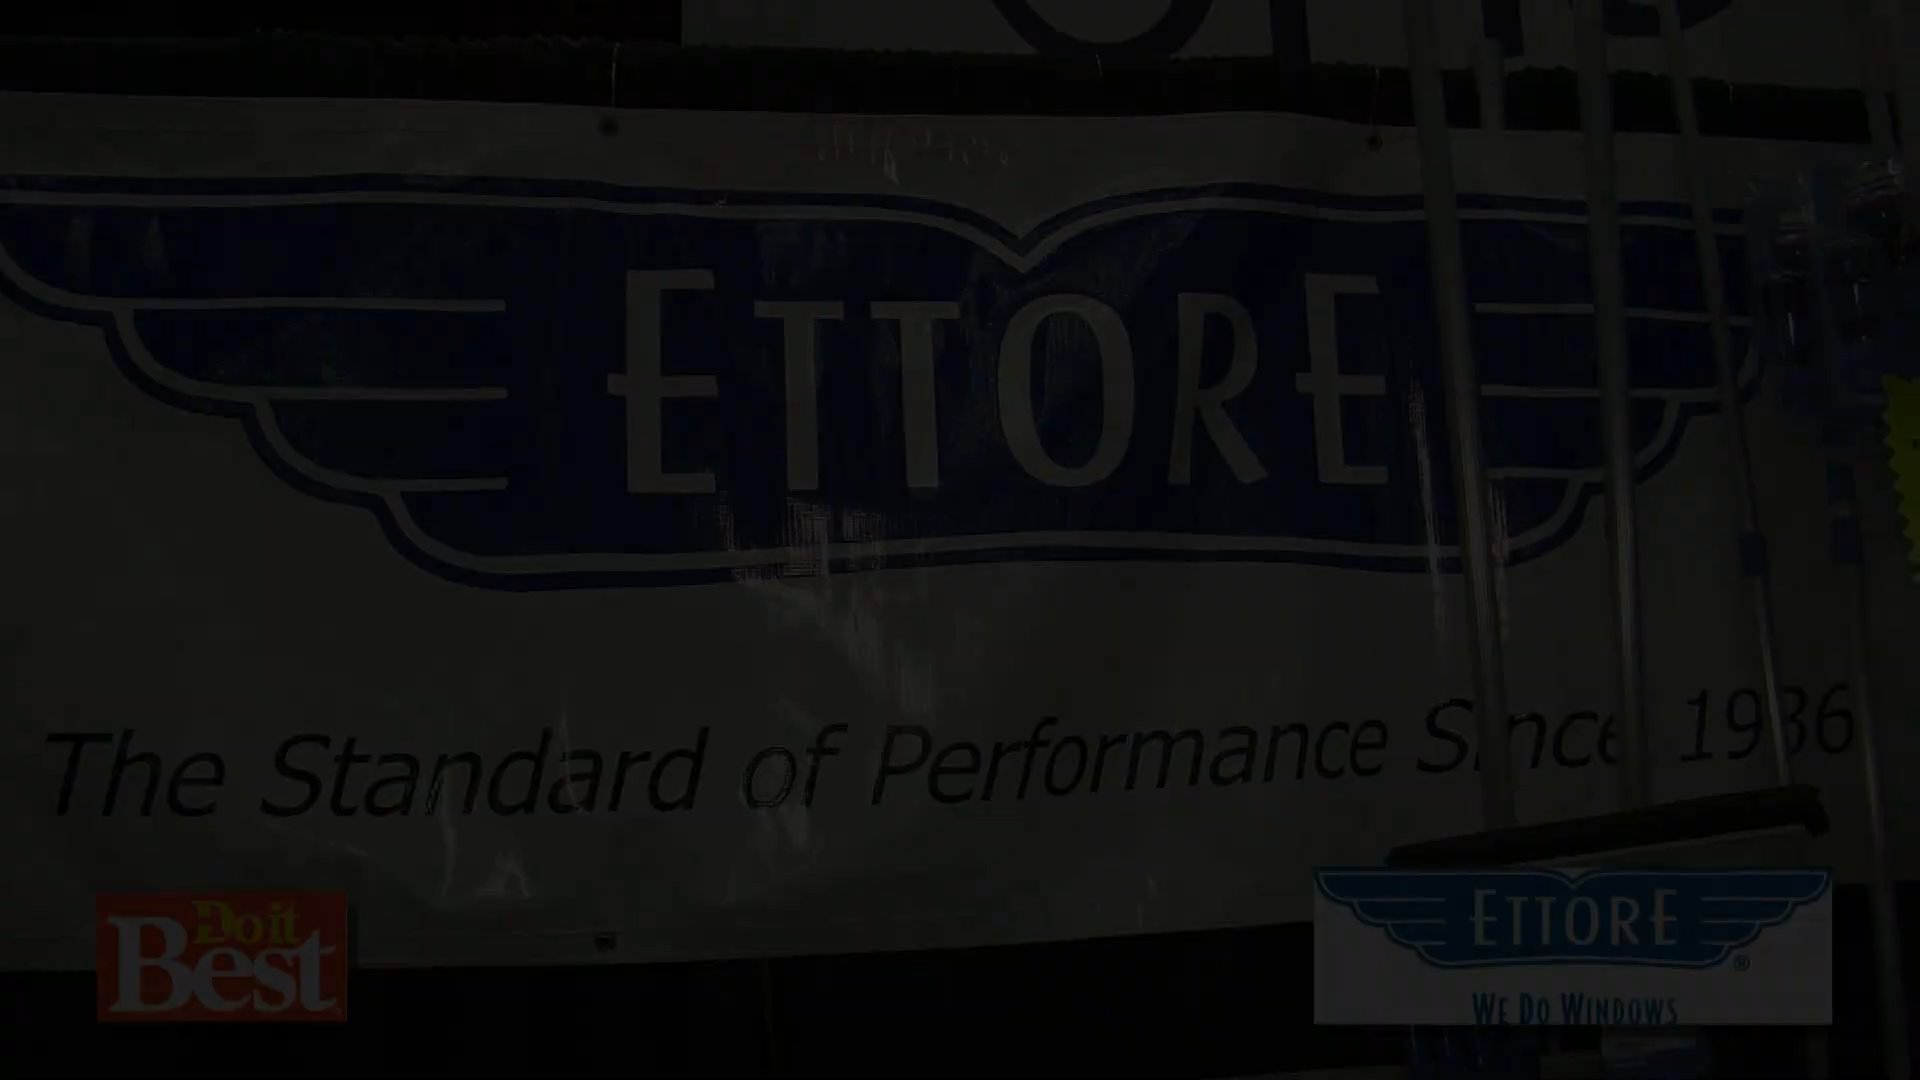 ETTORE
The Standard of Performance Since 1936
Do it
Best
ETTORE
®
WE DO WINDOWS